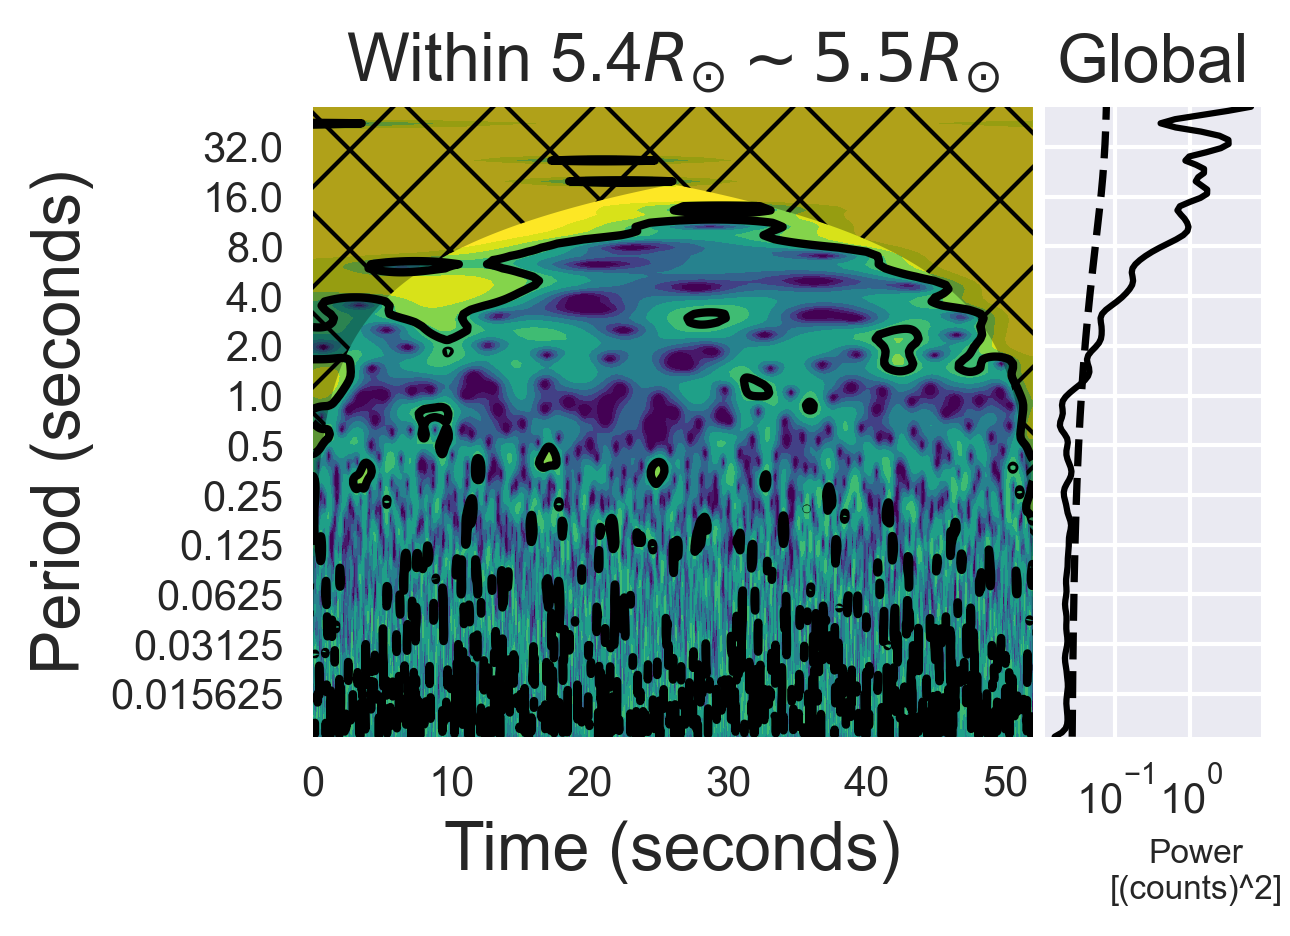 Within 5.4R⊙ ~ 5.5R⊙
Global
Period (seconds)
32.0
16.0
8.0
4.0
2.0
1.0
0.5
0.25
0.125
0.0625
0.03125
0.015625
0 10 20 30 40 50
Time (seconds)
10⁻¹ 10⁰
Power
[(counts)^2]